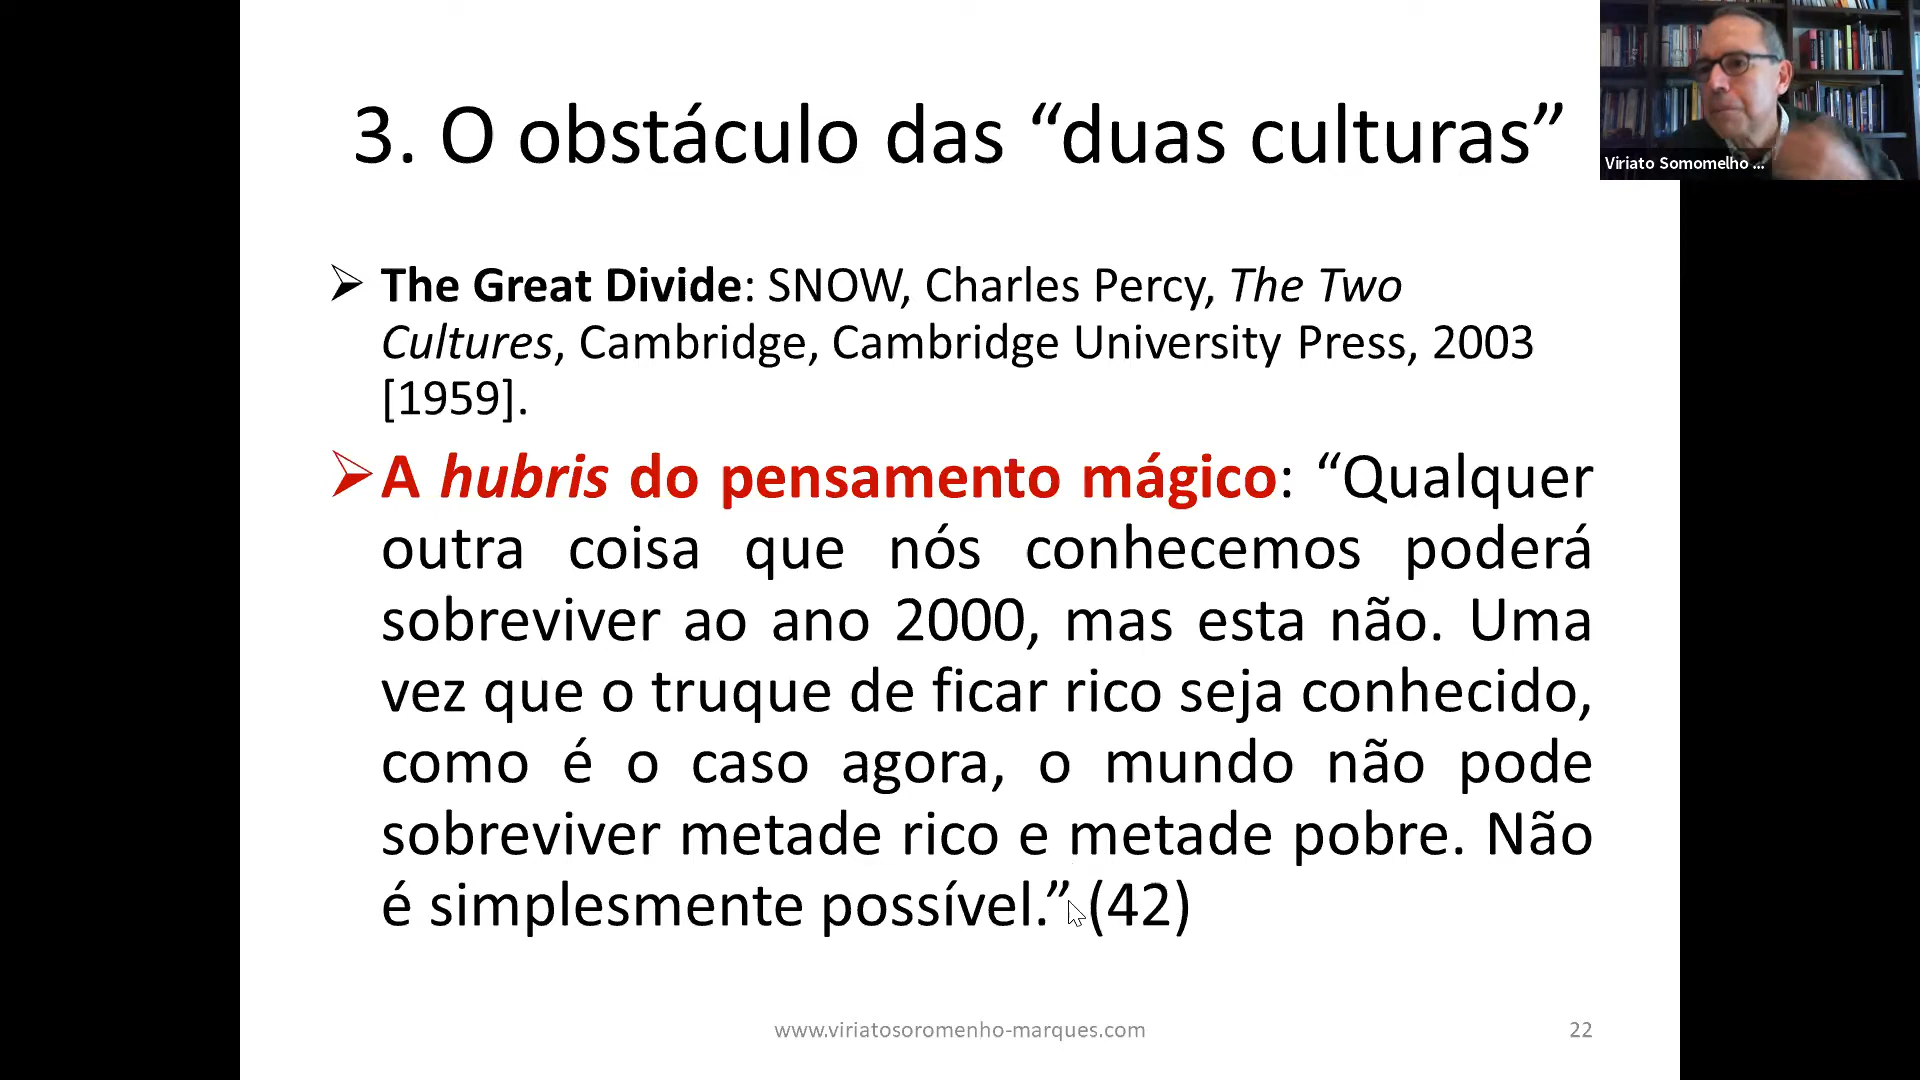 3. O obstáculo das “duas culturas”
Viriato Somomelho ...
The Great Divide: SNOW, Charles Percy, The Two
Cultures, Cambridge, Cambridge University Press, 2003
[1959].
A hubris do pensamento mágico: “Qualquer
outra coisa que nós conhecemos poderá
sobreviver ao ano 2000, mas esta não. Uma
vez que o truque de ficar rico seja conhecido,
como é o caso agora, o mundo não pode
sobreviver metade rico e metade pobre. Não
é simplesmente possível.” (42)
www.viriatosoromenho-marques.com
22